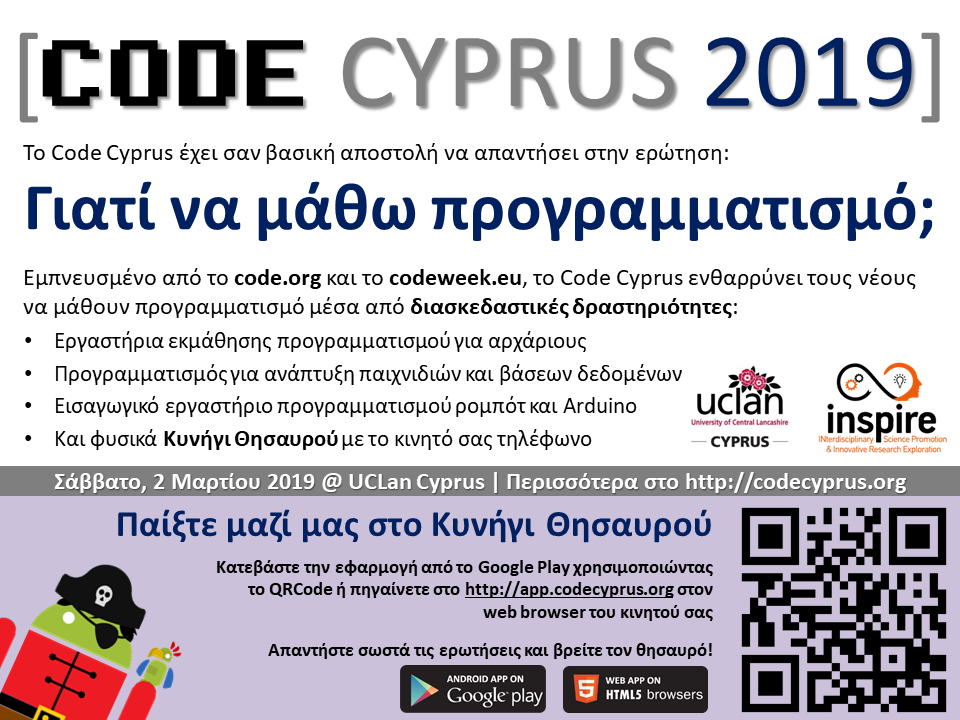 [CODE CYPRUS 2019]
Το Code Cyprus έχει σαν βασική αποστολή να απαντήσει στην ερώτηση:
Γιατί να μάθω προγραμματισμό;
Εμπνευσμένο από το code.org και το codeweek.eu, το Code Cyprus ενθαρρύνει τους νέους
να μάθουν προγραμματισμό μέσα από διασκεδαστικές δραστηριότητες:
• Εργαστήρια εκμάθησης προγραμματισμού για αρχάριους
• Προγραμματισμός για ανάπτυξη παιχνιδιών και βάσεων δεδομένων
• Εισαγωγικό εργαστήριο προγραμματισμού ρομπότ και Arduino
• Και φυσικά Κυνήγι Θησαυρού με το κινητό σας τηλέφωνο
uclan
University of Central Lancashire
CYPRUS
inspire
INterdisciplinary Science Promotion
& Innovative Research Exploration
Σάββατο, 2 Μαρτίου 2019 @ UCLan Cyprus | Περισσότερα στο http://codecyprus.org
Παίξτε μαζί μας στο Κυνήγι Θησαυρού
Κατεβάστε την εφαρμογή από το Google Play χρησιμοποιώντας
το QRCode ή πηγαίνετε στο http://app.codecyprus.org στον
web browser του κινητού σας
Απαντήστε σωστά τις ερωτήσεις και βρείτε τον θησαυρό!
ANDROID APP ON
Google play
WEB APP ON
HTML5 browsers